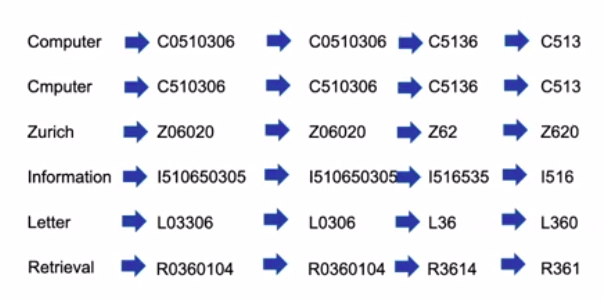 Computer C0510306 C0510306 C5136 C513
Cmputer C510306 C510306 C5136 C513
Zurich Z06020 Z06020 Z62 Z620
Information I510650305 I510650305 I516535 I516
Letter L03306 L0306 L36 L360
Retrieval R0360104 R0360104 R3614 R361